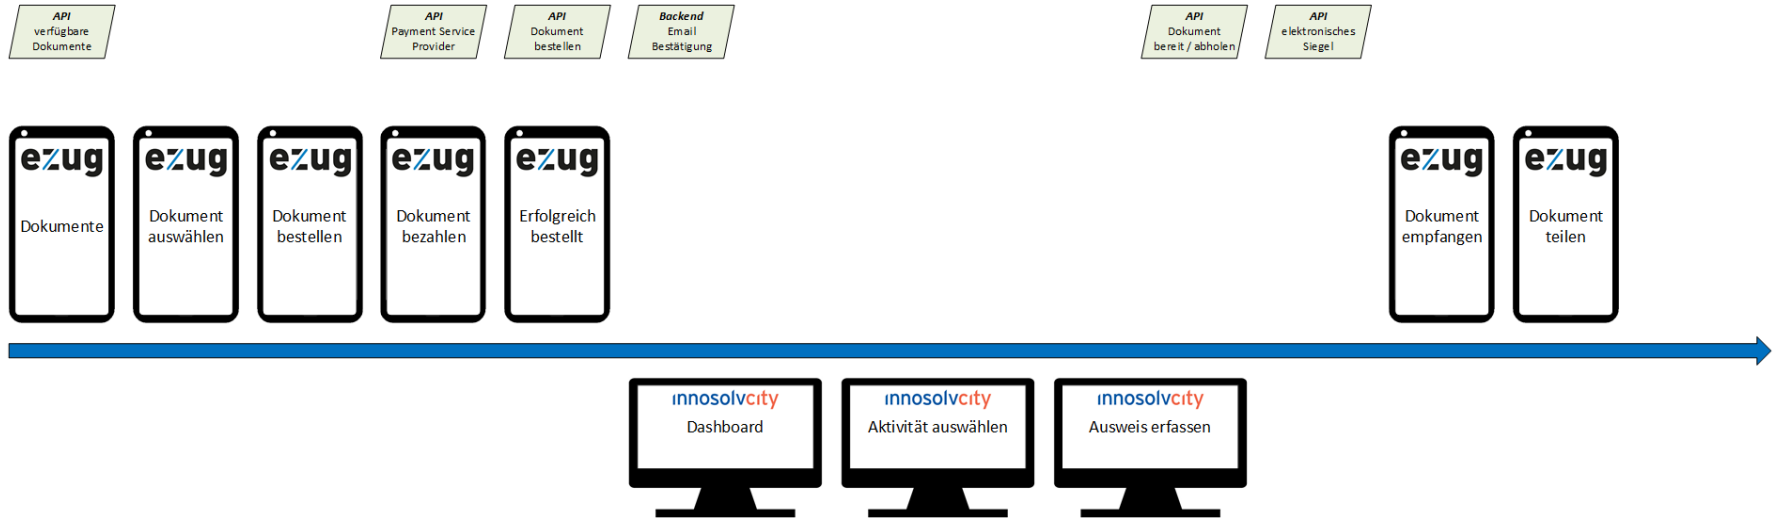 API
verfügbare
Dokumente
API
Payment Service
Provider
API
Dokument
bestellen
Backend
Email
Bestätigung
API
Dokument
bereit / abholen
API
elektronisches
Siegel
ezug
Dokumente
ezug
Dokument
auswählen
ezug
Dokument
bestellen
ezug
Dokument
bezahlen
ezug
Erfolgreich
bestellt
ezug
Dokument
empfangen
ezug
Dokument
teilen
innosolvcity
Dashboard
innosolvcity
Aktivität auswählen
innosolvcity
Ausweis erfassen